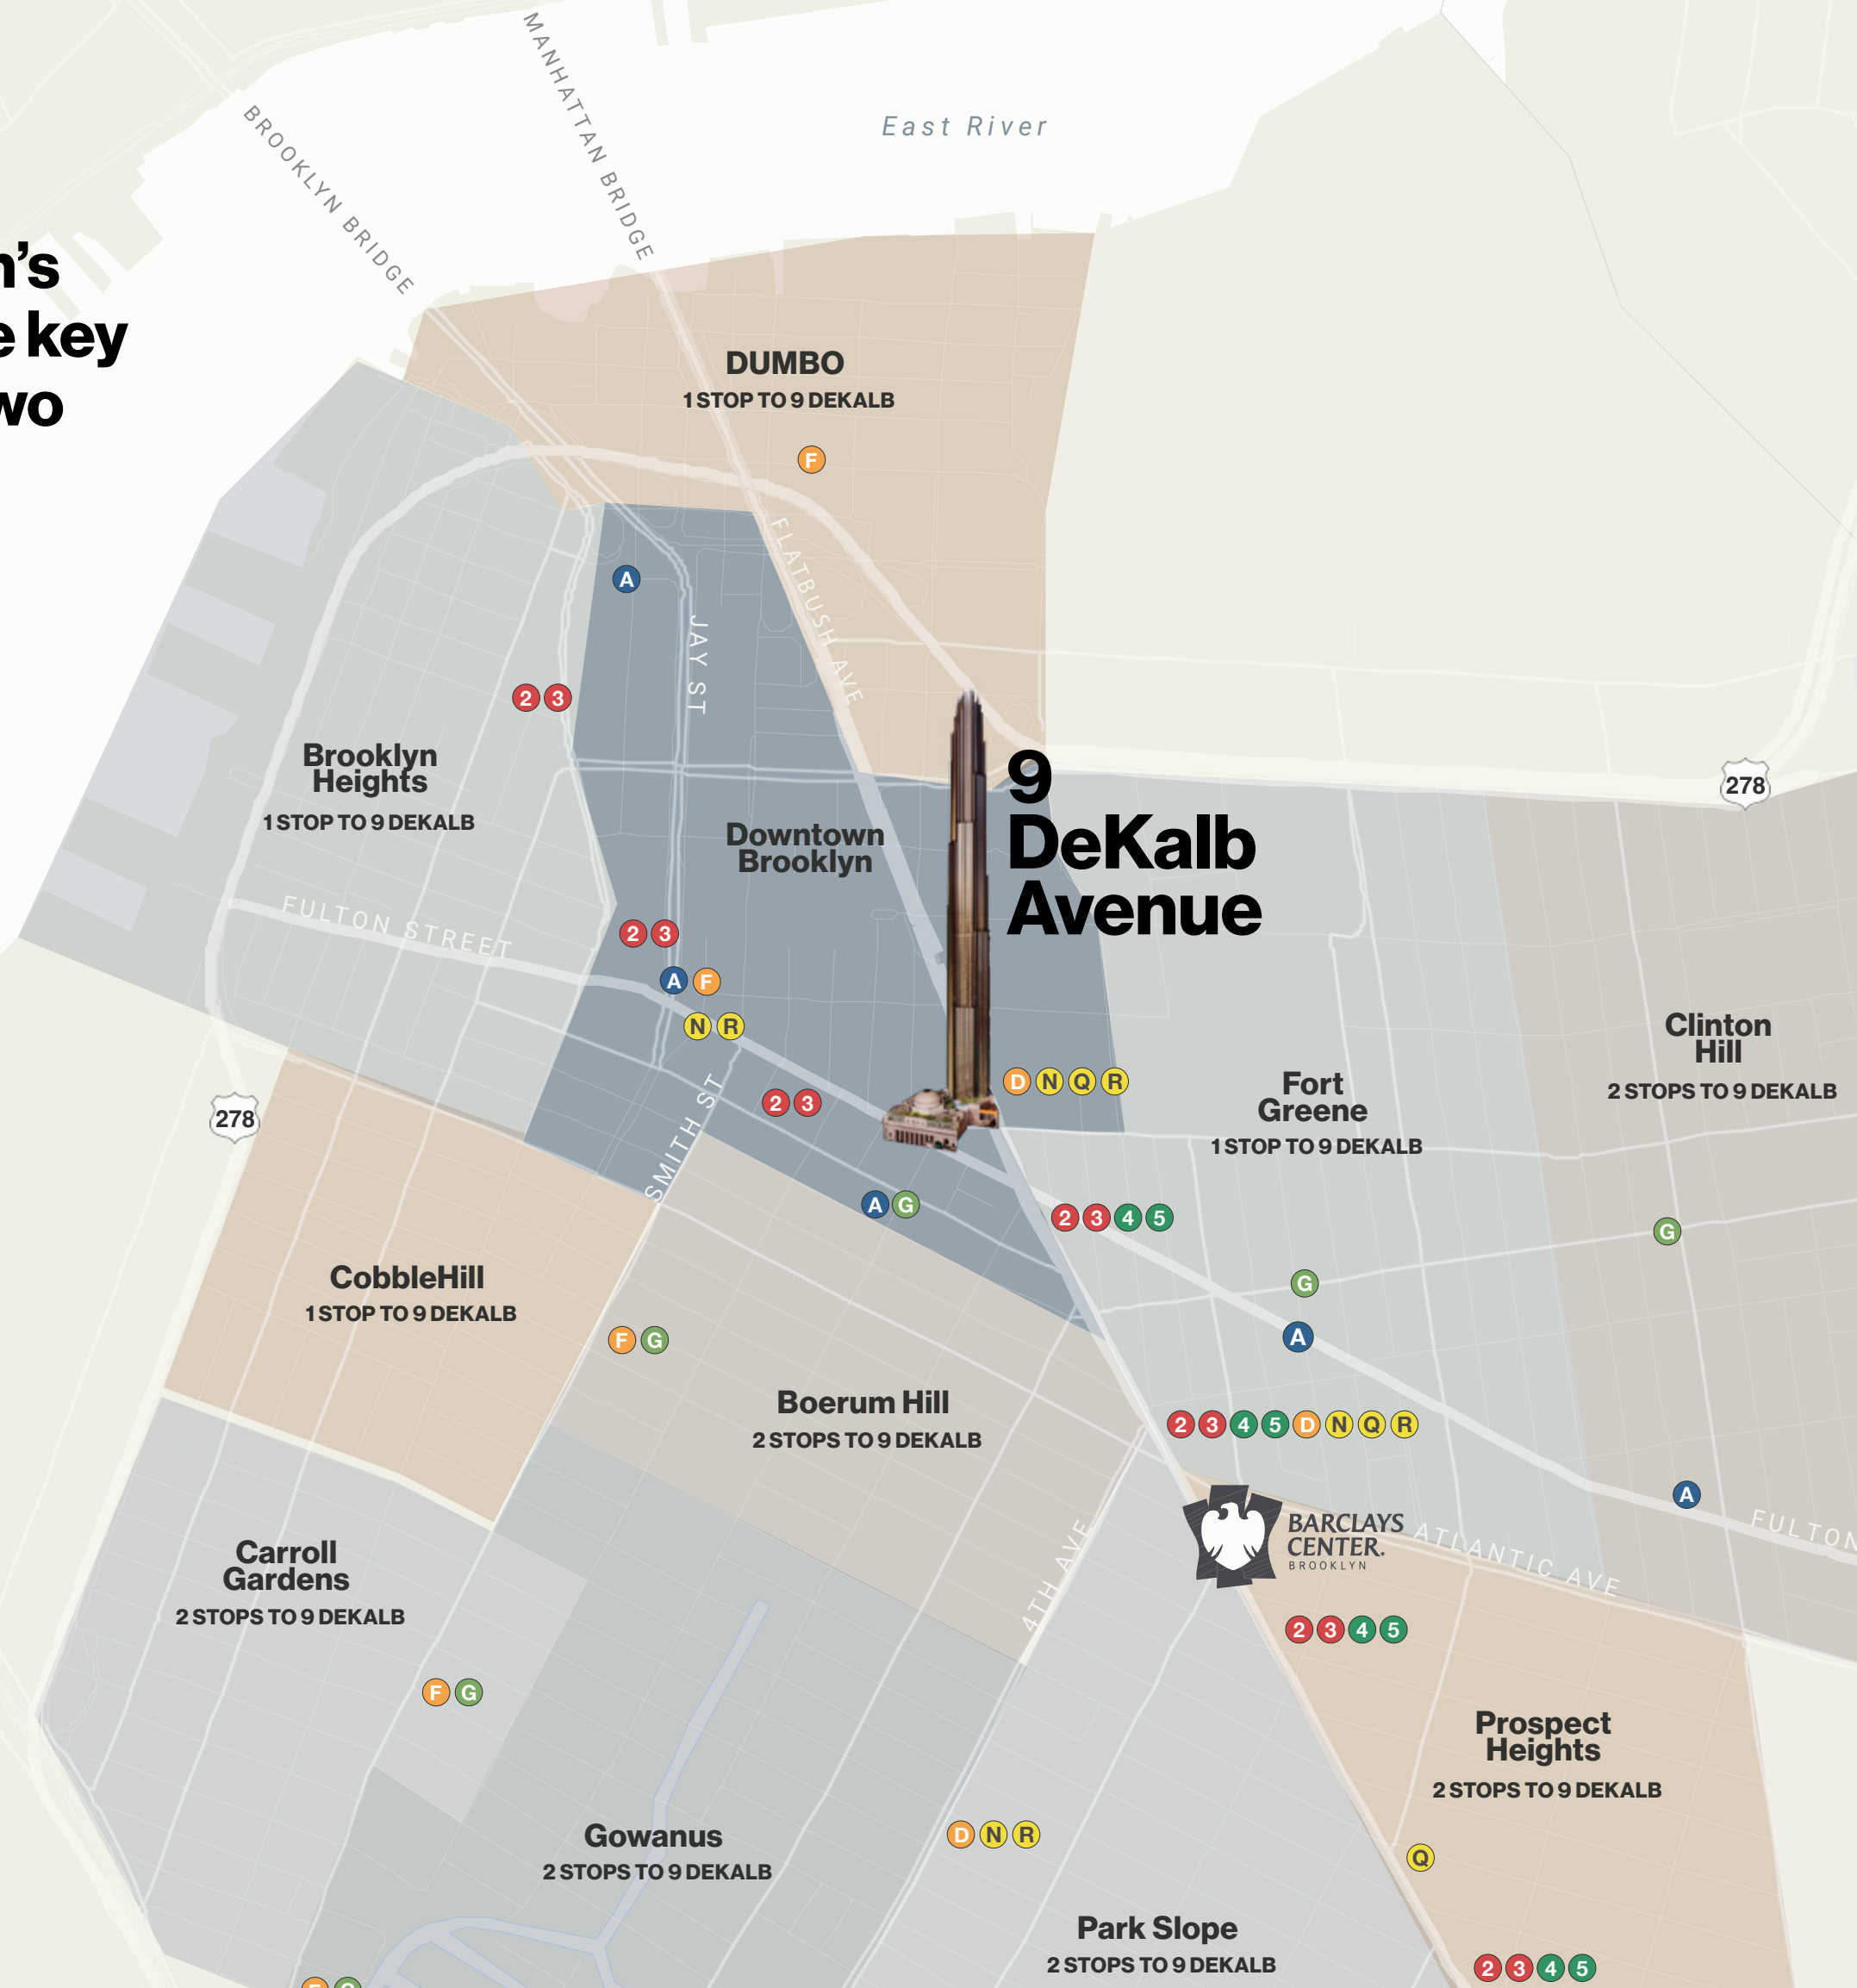 MANHATTAN BRIDGE
BROOKLYN BRIDGE
East River
n’s
e key
wo
DUMBO
1 STOP TO 9 DEKALB
F
FLATBUSH AVE
A
JAY ST
2 3
Brooklyn
Heights
1 STOP TO 9 DEKALB
9
DeKalb
Avenue
278
Downtown
Brooklyn
FULTON STREET
2 3
A F
N R
Clinton
Hill
2 STOPS TO 9 DEKALB
D N Q R
Fort
Greene
1 STOP TO 9 DEKALB
278
2 3
SMITH ST
A G
2 3 4 5
G
G
A
CobbleHill
1 STOP TO 9 DEKALB
F G
Boerum Hill
2 STOPS TO 9 DEKALB
2 3 4 5 D N Q R
A
FULTON
BARCLAYS
CENTER.
BROOKLYN
ATLANTIC AVE
4TH AVE
Carroll
Gardens
2 STOPS TO 9 DEKALB
2 3 4 5
F G
Prospect
Heights
2 STOPS TO 9 DEKALB
Gowanus
2 STOPS TO 9 DEKALB
D N R
Q
Park Slope
2 STOPS TO 9 DEKALB
2 3 4 5